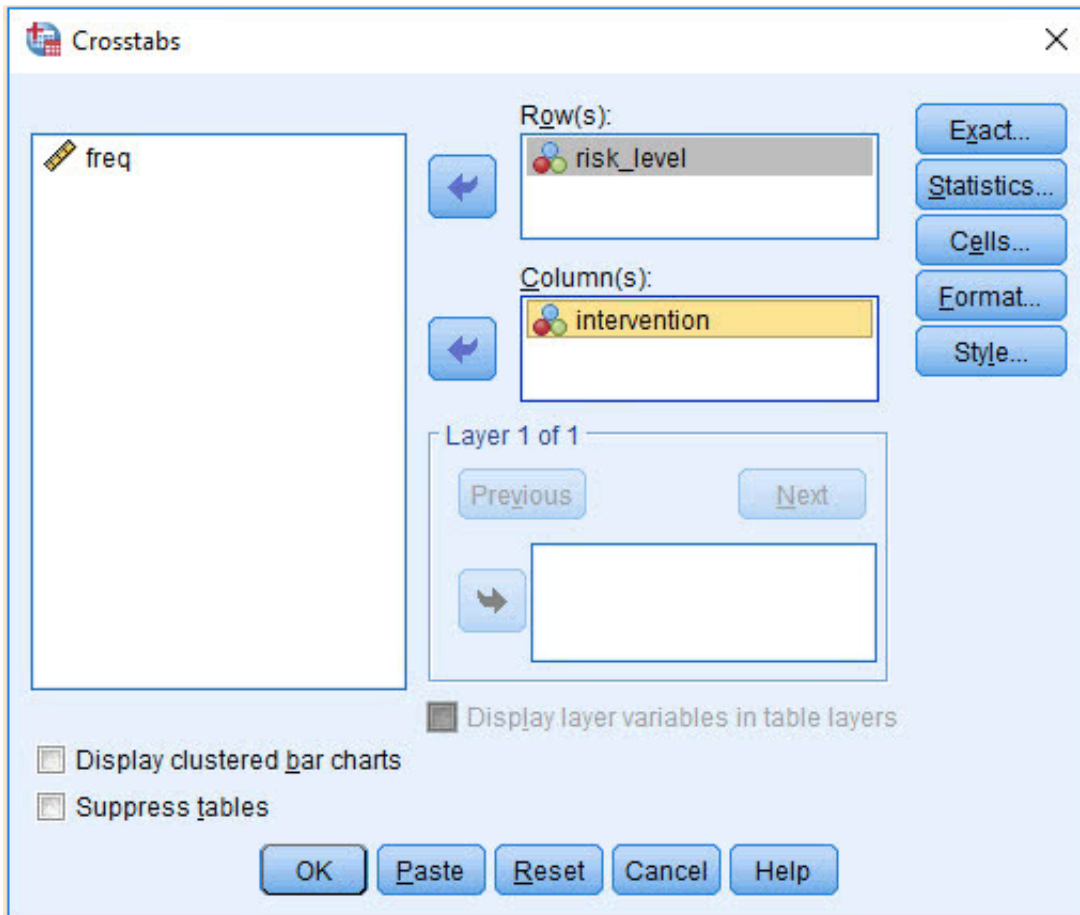 Crosstabs
freq
Row(s):
risk_level
Column(s):
intervention
Exact...
Statistics...
Cells...
Format...
Style...
Layer 1 of 1
Previous
Next
Display layer variables in table layers
Display clustered bar charts
Suppress tables
OK Paste Reset Cancel Help